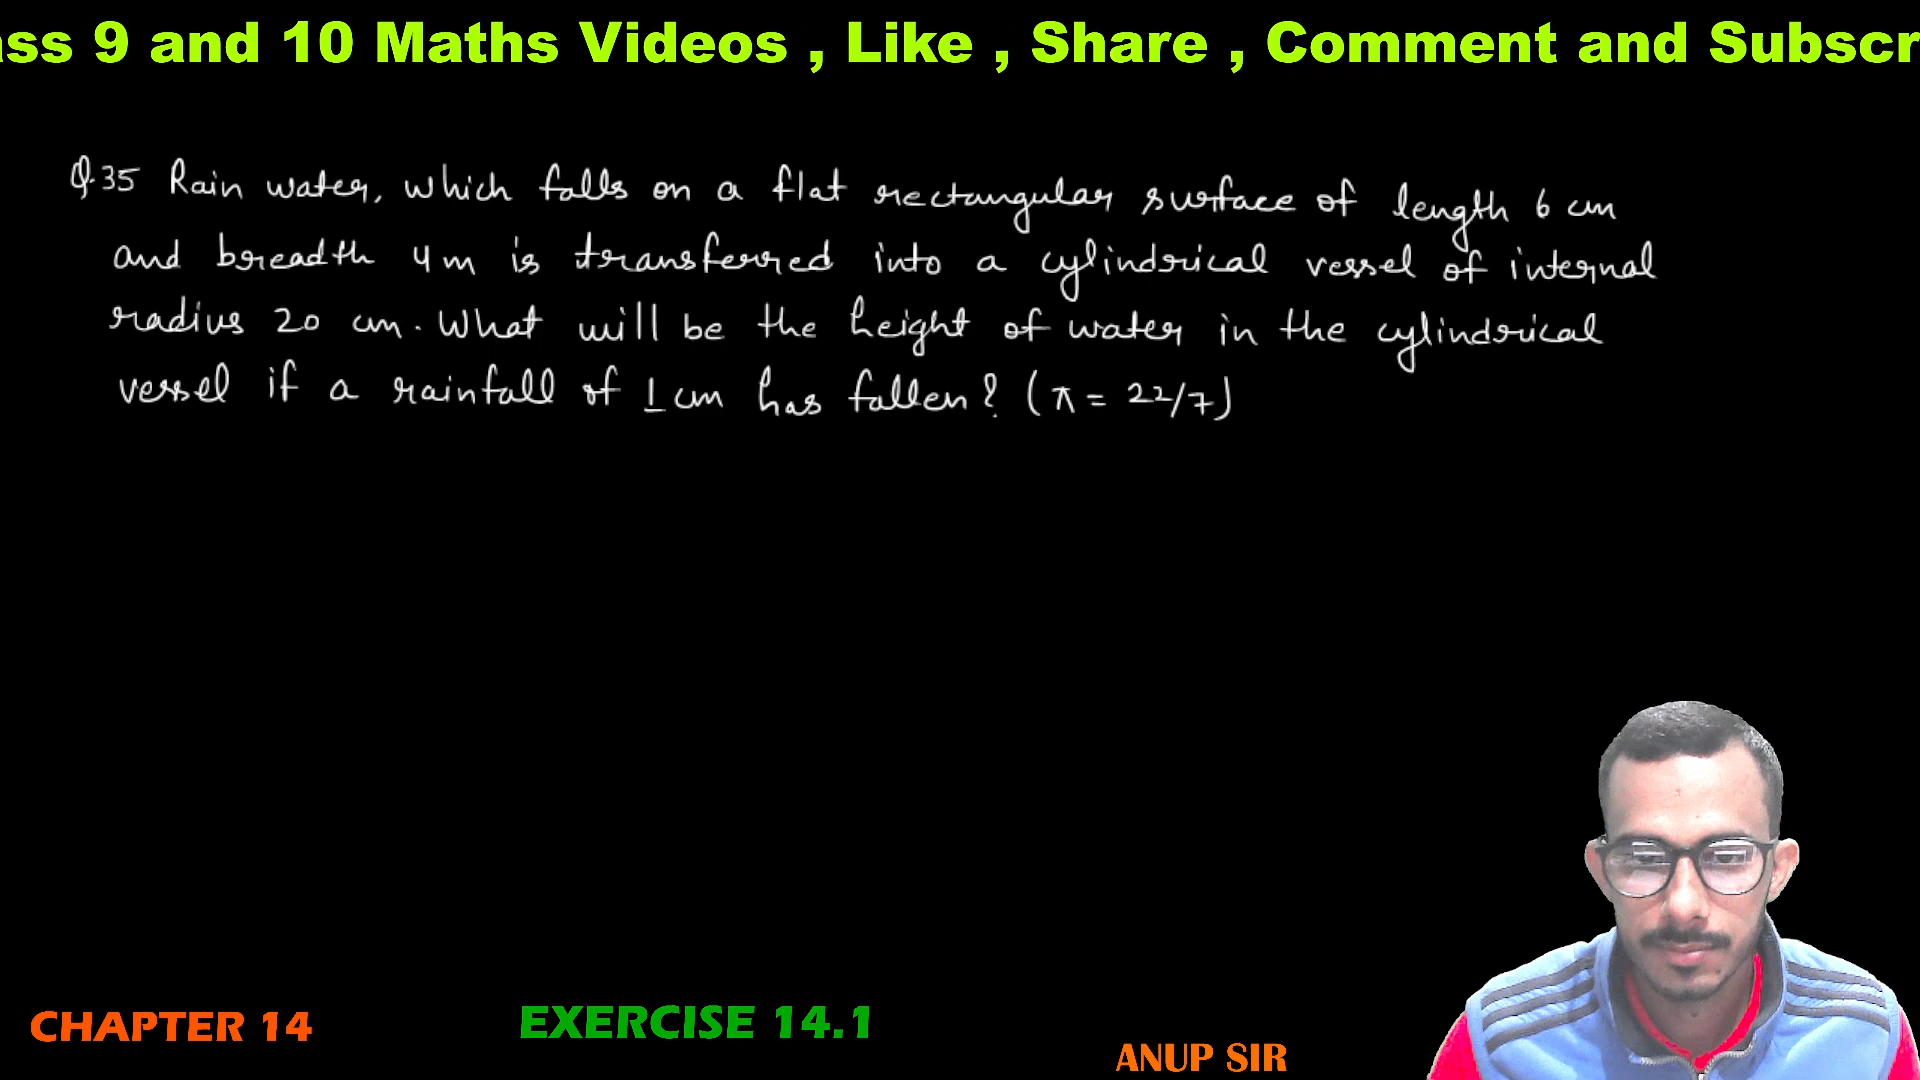 ass 9 and 10 Maths Videos , Like , Share , Comment and Subscr
Q.35 Rain water, which falls on a flat rectangular surface of length 6 cm
and breadth 4 m is transferred into a cylindrical vessel of internal
radius 20 cm. What will be the height of water in the cylindrical
vessel if a rainfall of 1 cm has fallen? (π = 22/7)
CHAPTER 14
EXERCISE 14.1
ANUP SIR